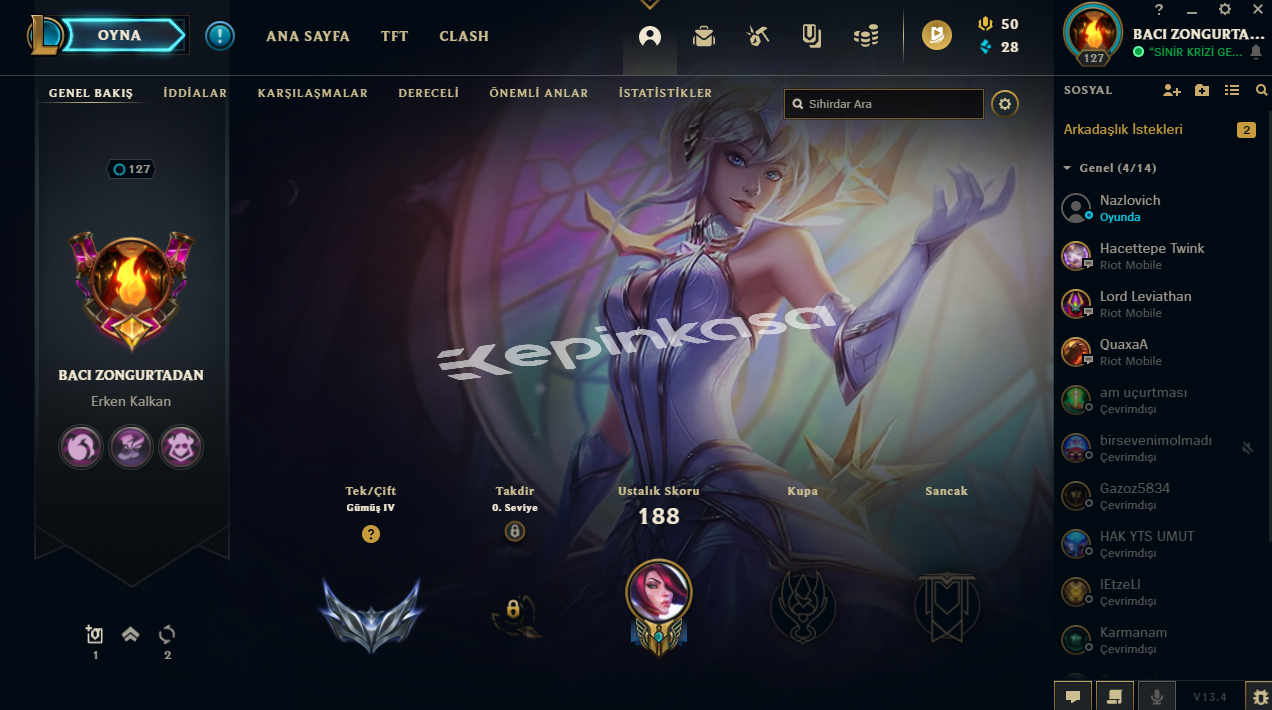 OYNA
ANA SAYFA
TFT
CLASH
50
28
127
BACI ZONGURTA...
"SİNİR KRİZİ GE...
GENEL BAKIŞ
İDDİALAR
KARŞILAŞMALAR
DERECELİ
ÖNEMLİ ANLAR
İSTATİSTİKLER
Sihirdar Ara
SOSYAL
Arkadaşlık İstekleri
2
Genel (4/14)
Nazlovich
Oyunda
Hacettepe Twink
Riot Mobile
Lord Leviathan
Riot Mobile
QuaxaA
Riot Mobile
am uçurtması
Çevrimdışı
birsevenimolmadı
Çevrimdışı
Gazoz5834
Çevrimdışı
HAK YTS UMUT
Çevrimdışı
IEtzeLI
Çevrimdışı
Karmanam
Çevrimdışı
V13.4
127
BACI ZONGURTADAN
Erken Kalkan
1
2
epinkasa
Tek/Çift
Gümüş IV
?
Takdir
0. Seviye
Ustalık Skoru
188
Kupa
Sancak